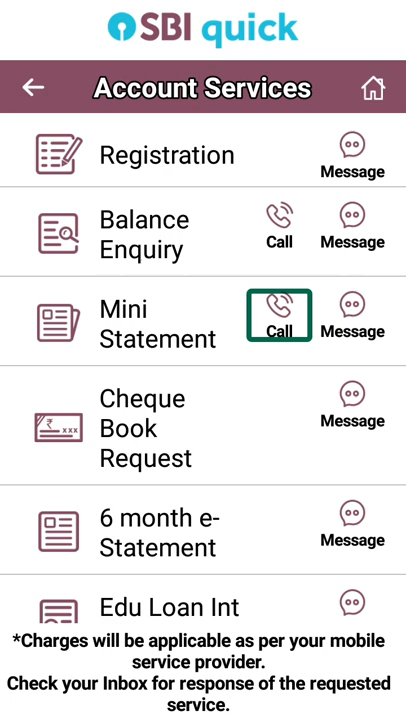 SBI quick
Account Services
Registration
Message
Balance
Enquiry
Call
Message
Mini
Statement
Call
Message
Cheque
Book
Request
Message
₹
xxx
6 month e-
Statement
Message
Edu Loan Int
*Charges will be applicable as per your mobile
service provider.
Check your Inbox for response of the requested
service.